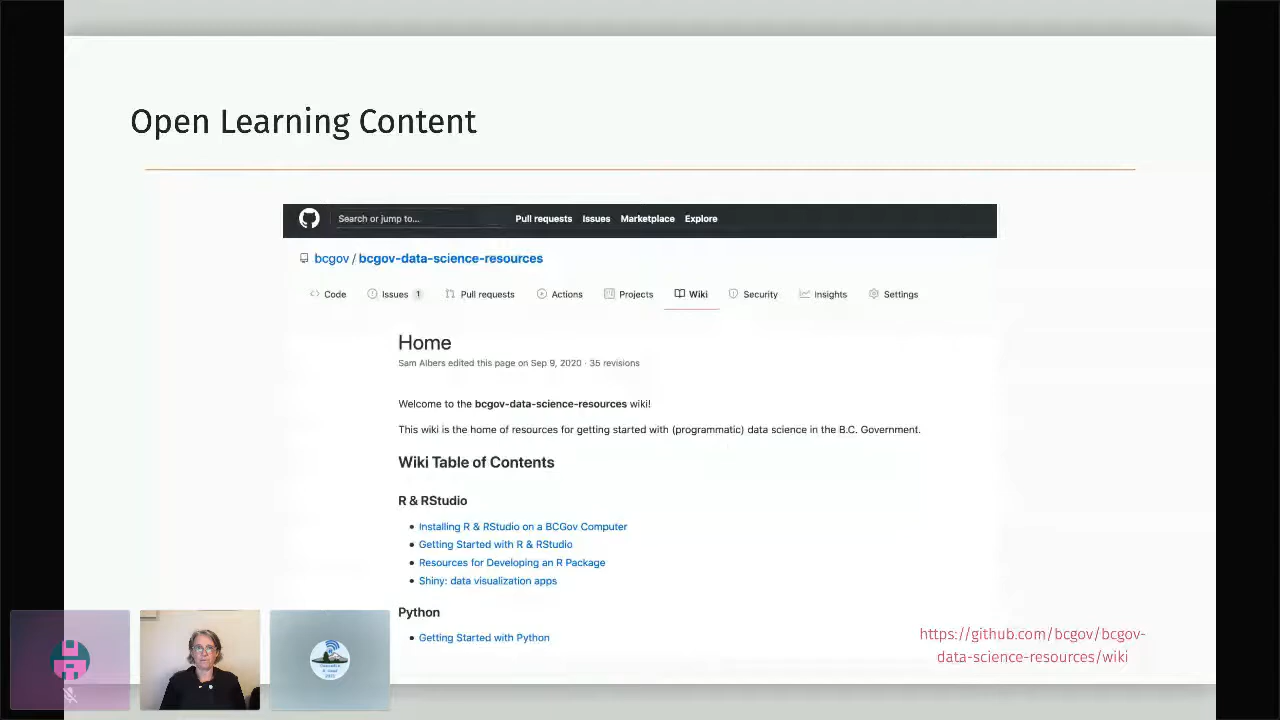 Open Learning Content
Search or jump to...
Pull requests Issues Marketplace Explore
bcgov / bcgov-data-science-resources
Code Issues 1 Pull requests Actions Projects Wiki Security Insights Settings
Home
Sam Albers edited this page on Sep 9, 2020 · 35 revisions
Welcome to the bcgov-data-science-resources wiki!
This wiki is the home of resources for getting started with (programmatic) data science in the B.C. Government.
Wiki Table of Contents
R & RStudio
• Installing R & RStudio on a BCGov Computer
• Getting Started with R & RStudio
• Resources for Developing an R Package
• Shiny: data visualization apps
Python
• Getting Started with Python
https://github.com/bcgov/bcgov-
data-science-resources/wiki